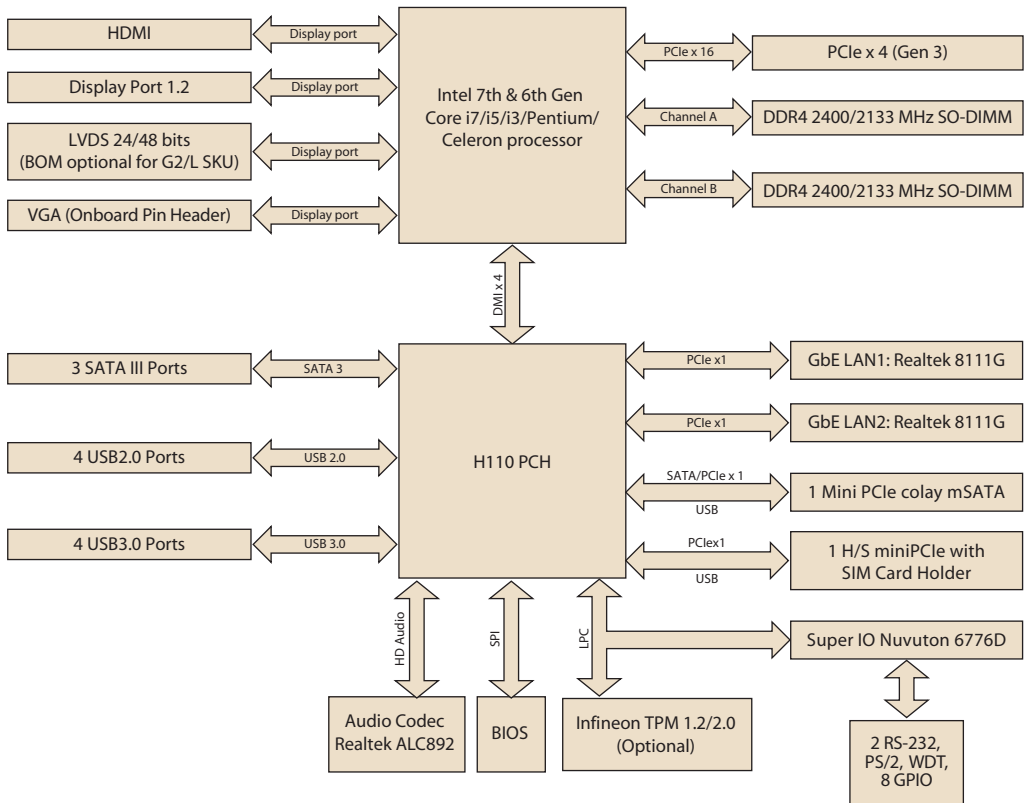 HDMI
Display port
Display Port 1.2
Display port
LVDS 24/48 bits
(BOM optional for G2/L SKU)
Display port
VGA (Onboard Pin Header)
Display port
Intel 7th & 6th Gen
Core i7/i5/i3/Pentium/
Celeron processor
PCIe x 16
PCIe x 4 (Gen 3)
Channel A
DDR4 2400/2133 MHz SO-DIMM
Channel B
DDR4 2400/2133 MHz SO-DIMM
DMI x 4
3 SATA III Ports
SATA 3
4 USB2.0 Ports
USB 2.0
4 USB3.0 Ports
USB 3.0
H110 PCH
PCIe x1
GbE LAN1: Realtek 8111G
PCIe x1
GbE LAN2: Realtek 8111G
SATA/PCIe x 1
USB
1 Mini PCIe colay mSATA
PCIex1
USB
1 H/S miniPCIe with
SIM Card Holder
HD Audio
SPI
LPC
Super IO Nuvuton 6776D
Audio Codec
Realtek ALC892
BIOS
Infineon TPM 1.2/2.0
(Optional)
2 RS-232,
PS/2, WDT,
8 GPIO